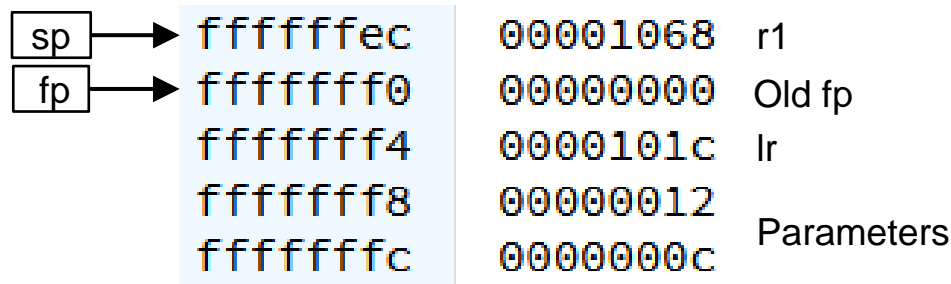 sp ffffffec 00001068 r1
fp fffffff0 00000000 Old fp
fffffff4 0000101c lr
fffffff8 00000012
Parameters
fffffffc 0000000c